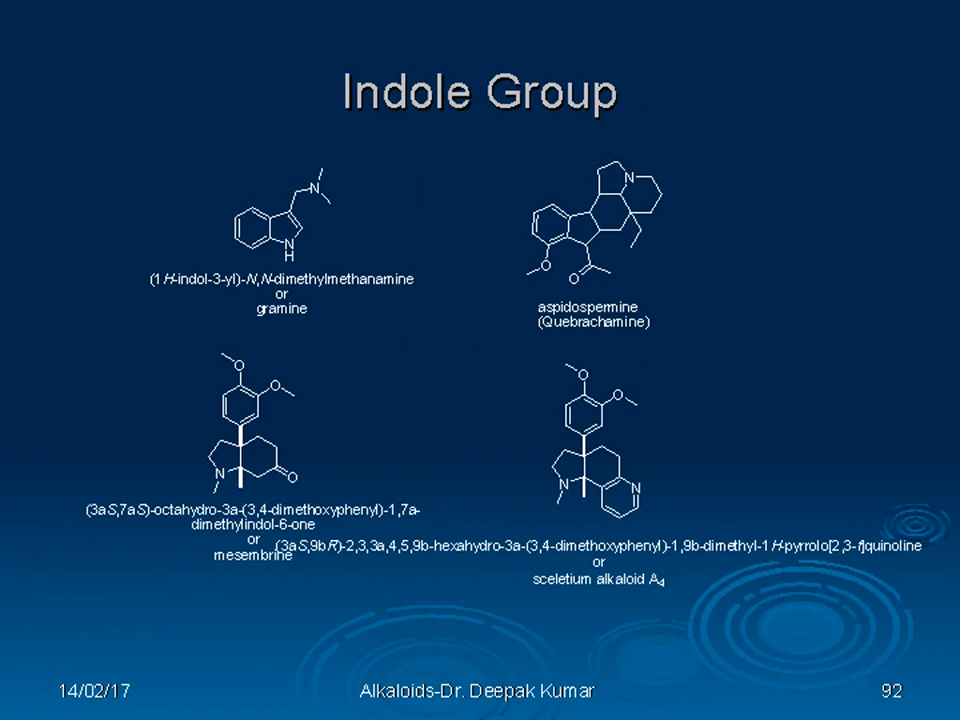 Indole Group
N
N
H
(1H-indol-3-yl)-N,N-dimethylmethanamine
or
gramine
N
O
O
aspidospermine
(Quebrachamine)
O
O
N
O
(3aS,7aS)-octahydro-3a-(3,4-dimethoxyphenyl)-1,7a-
dimethylindol-6-one
or
mesembrine
O
O
N
N
(3aS,9bR)-2,3,3a,4,5,9b-hexahydro-3a-(3,4-dimethoxyphenyl)-1,9b-dimethyl-1H-pyrrolo[2,3-f]quinoline
or
sceletium alkaloid A4
14/02/17
Alkaloids-Dr. Deepak Kumar
92